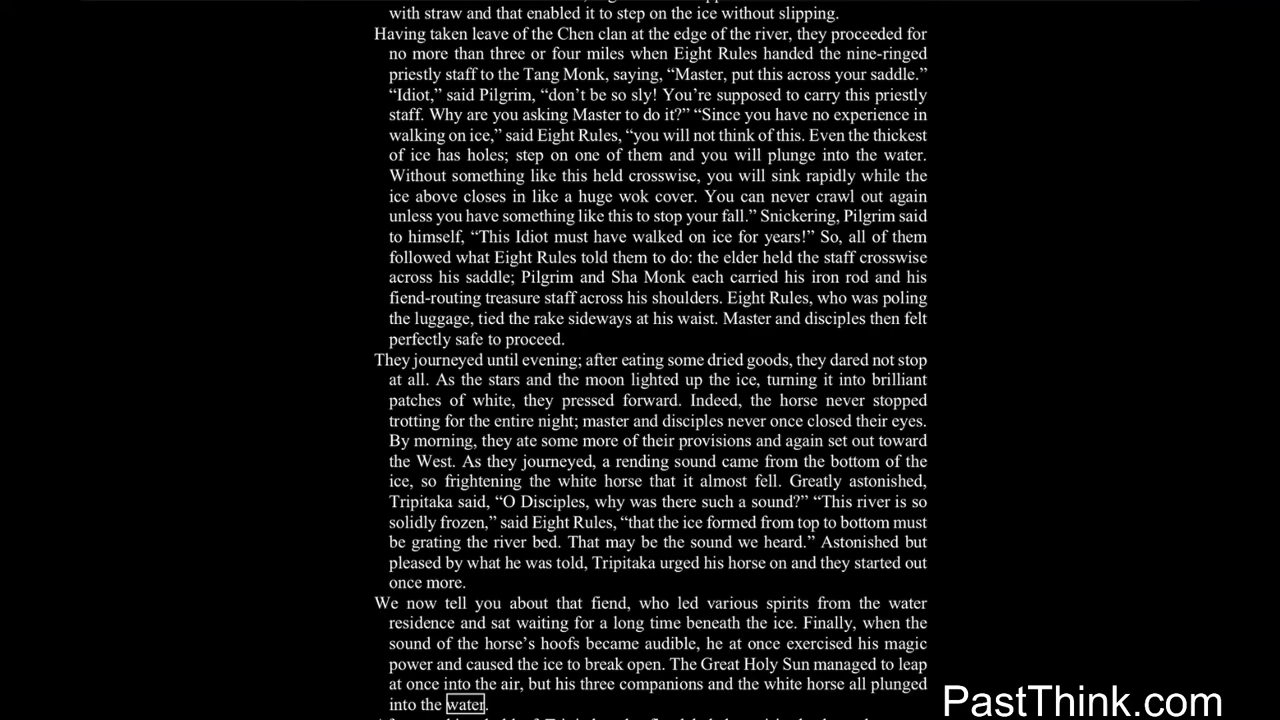 with straw and that enabled it to step on the ice without slipping.
Having taken leave of the Chen clan at the edge of the river, they proceeded for
no more than three or four miles when Eight Rules handed the nine-ringed
priestly staff to the Tang Monk, saying, “Master, put this across your saddle.”
“Idiot,” said Pilgrim, “don’t be so sly! You’re supposed to carry this priestly
staff. Why are you asking Master to do it?” “Since you have no experience in
walking on ice,” said Eight Rules, “you will not think of this. Even the thickest
of ice has holes; step on one of them and you will plunge into the water.
Without something like this held crosswise, you will sink rapidly while the
ice above closes in like a huge wok cover. You can never crawl out again
unless you have something like this to stop your fall.” Snickering, Pilgrim said
to himself, “This Idiot must have walked on ice for years!” So, all of them
followed what Eight Rules told them to do: the elder held the staff crosswise
across his saddle; Pilgrim and Sha Monk each carried his iron rod and his
fiend-routing treasure staff across his shoulders. Eight Rules, who was poling
the luggage, tied the rake sideways at his waist. Master and disciples then felt
perfectly safe to proceed.
They journeyed until evening; after eating some dried goods, they dared not stop
at all. As the stars and the moon lighted up the ice, turning it into brilliant
patches of white, they pressed forward. Indeed, the horse never stopped
trotting for the entire night; master and disciples never once closed their eyes.
By morning, they ate some more of their provisions and again set out toward
the West. As they journeyed, a rending sound came from the bottom of the
ice, so frightening the white horse that it almost fell. Greatly astonished,
Tripitaka said, “O Disciples, why was there such a sound?” “This river is so
solidly frozen,” said Eight Rules, “that the ice formed from top to bottom must
be grating the river bed. That may be the sound we heard.” Astonished but
pleased by what he was told, Tripitaka urged his horse on and they started out
once more.
We now tell you about that fiend, who led various spirits from the water
residence and sat waiting for a long time beneath the ice. Finally, when the
sound of the horse’s hoofs became audible, he at once exercised his magic
power and caused the ice to break open. The Great Holy Sun managed to leap
at once into the air, but his three companions and the white horse all plunged
into the water.
PastThink.com